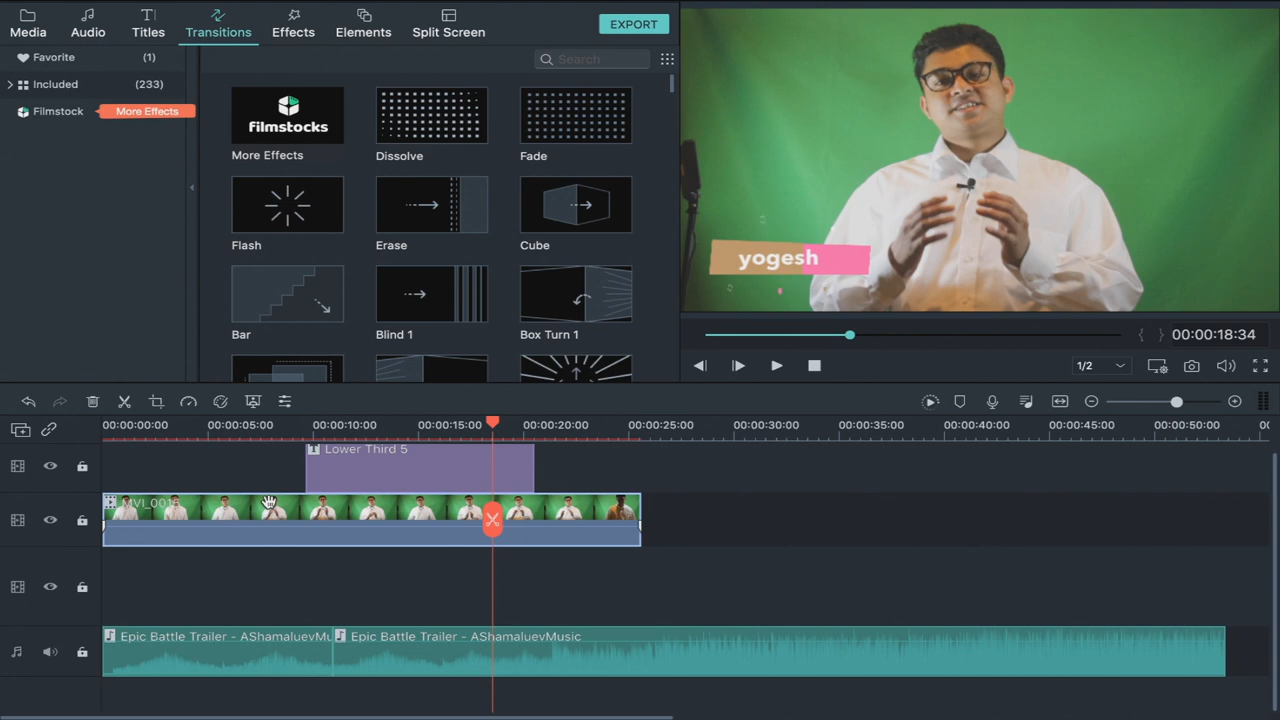 Media Audio Titles Transitions Effects Elements Split Screen EXPORT
Favorite (1)
Included (233)
Filmstock More Effects
Search
filmstocks
More Effects Dissolve Fade
Flash Erase Cube
Bar Blind 1 Box Turn 1
yogesh
00:00:18:34
1/2
00:00:00:00 00:00:05:00 00:00:10:00 00:00:15:00 00:00:20:00 00:00:25:00 00:00:30:00 00:00:35:00 00:00:40:00 00:00:45:00 00:00:50:00
T Lower Third 5
Epic Battle Trailer - AShamaluevMu Epic Battle Trailer - AShamaluevMusic